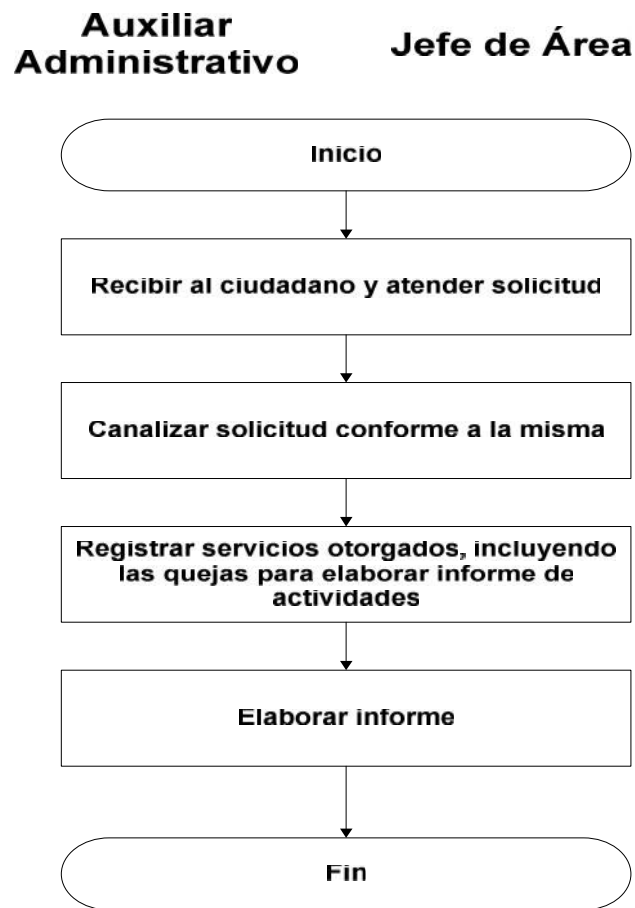 Auxiliar
Administrativo
Jefe de Área
Inicio
Recibir al ciudadano y atender solicitud
Canalizar solicitud conforme a la misma
Registrar servicios otorgados, incluyendo
las quejas para elaborar informe de
actividades
Elaborar informe
Fin